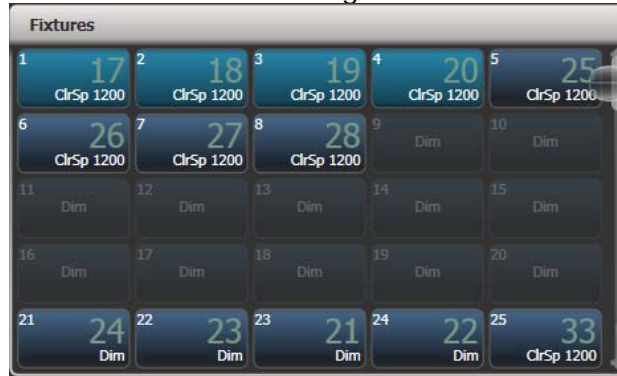 Fixtures
1 17 2 18 3 19 4 20 5 25
ClrSp 1200 ClrSp 1200 ClrSp 1200 ClrSp 1200 ClrSp 1200
6 26 7 27 8 28 9 10
ClrSp 1200 ClrSp 1200 ClrSp 1200 Dim Dim
11 12 13 14 15
Dim Dim Dim Dim Dim
16 17 18 19 20
Dim Dim Dim Dim Dim
21 24 22 23 23 21 24 22 25 33
Dim Dim Dim Dim ClrSp 1200